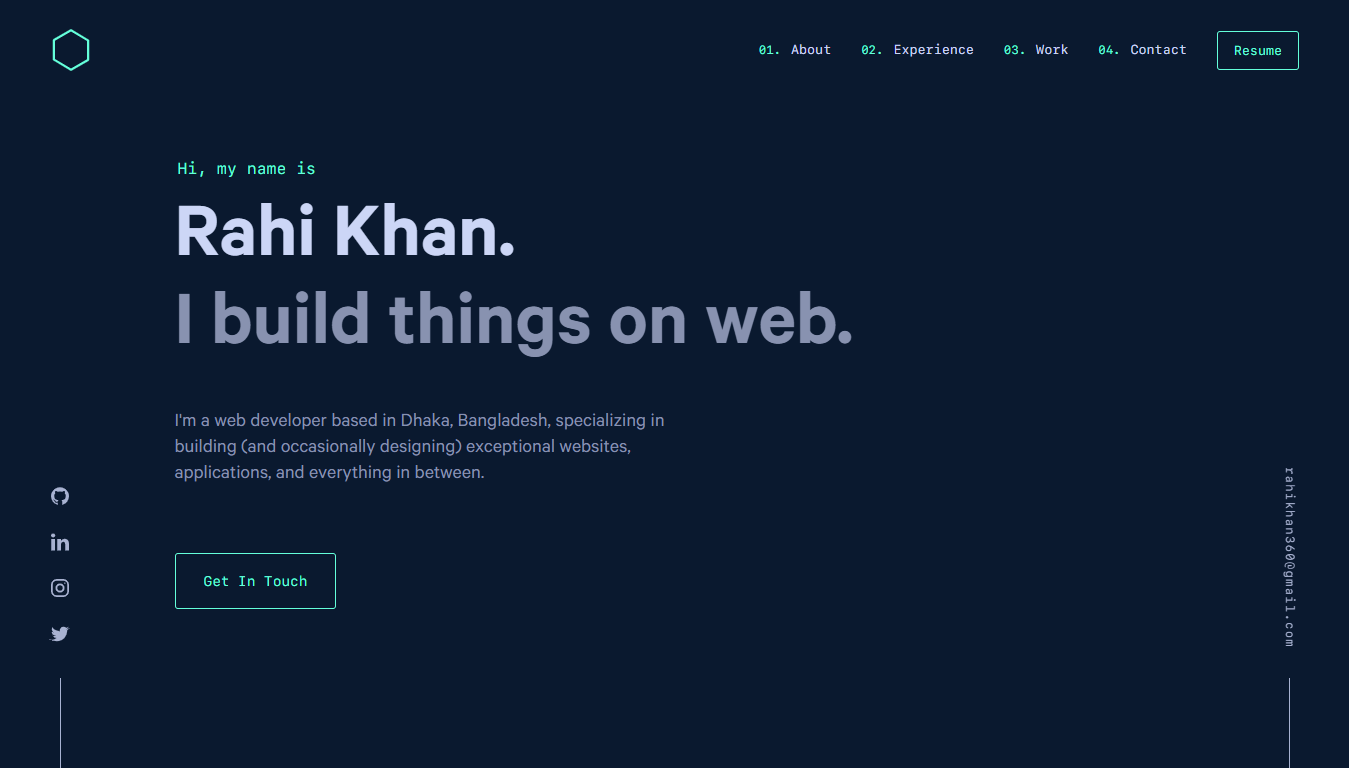 01. About 02. Experience 03. Work 04. Contact Resume
Hi, my name is
Rahi Khan.
I build things on web.
I'm a web developer based in Dhaka, Bangladesh, specializing in
building (and occasionally designing) exceptional websites,
applications, and everything in between.
Get In Touch
rahikhan360@gmail.com